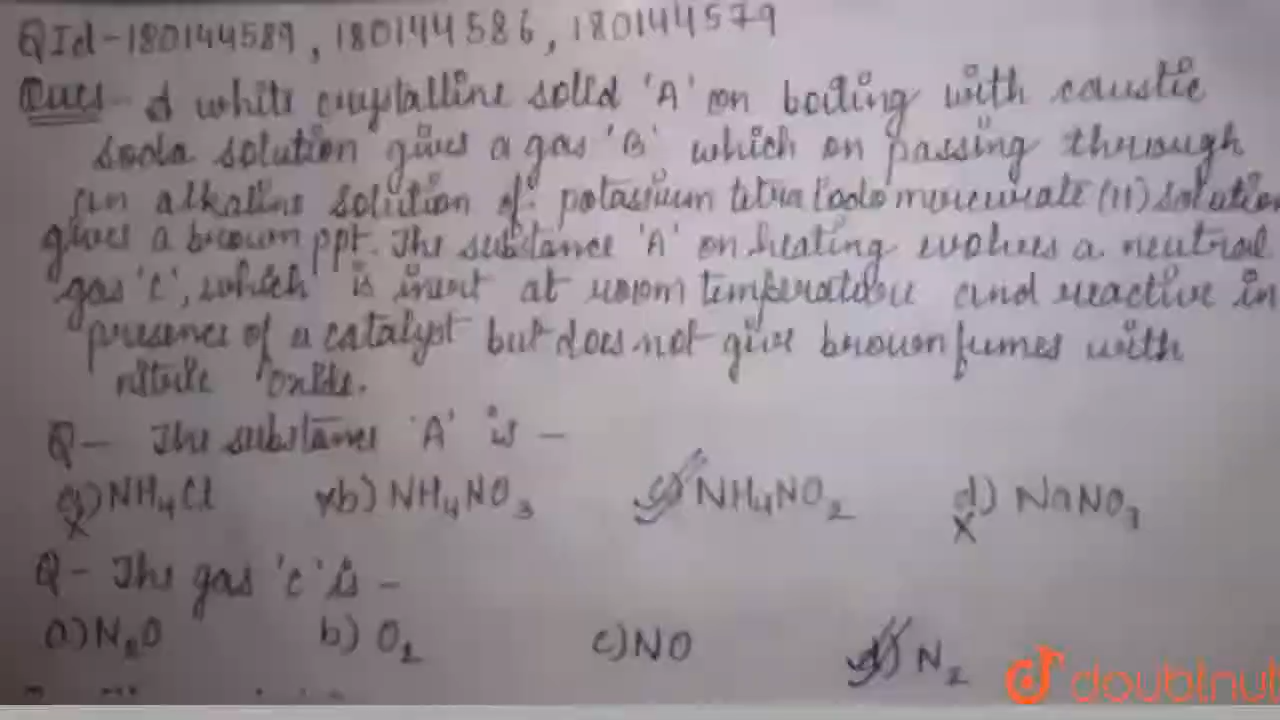 QId-180144589, 180144586, 180144579
Ques- A white crystalline solid 'A' on boiling with caustic
soda solution gives a gas 'B' which on passing through
an alkaline solution of potassium tetraiodomercurate (11) solution
gives a brown ppt. The substance 'A' on heating evolves a neutral
gas 'C', which is inert at room temperature and reactive in
presence of a catalyst but does not give brown fumes with
nitric oxide.
Q- The substance 'A' is -
a) NH4Cl xb) NH4NO3 c) NH4NO2 d) NaNO3
x x
Q- The gas 'C' is -
a) N2O b) O2 c) NO d) N2
doubtnut